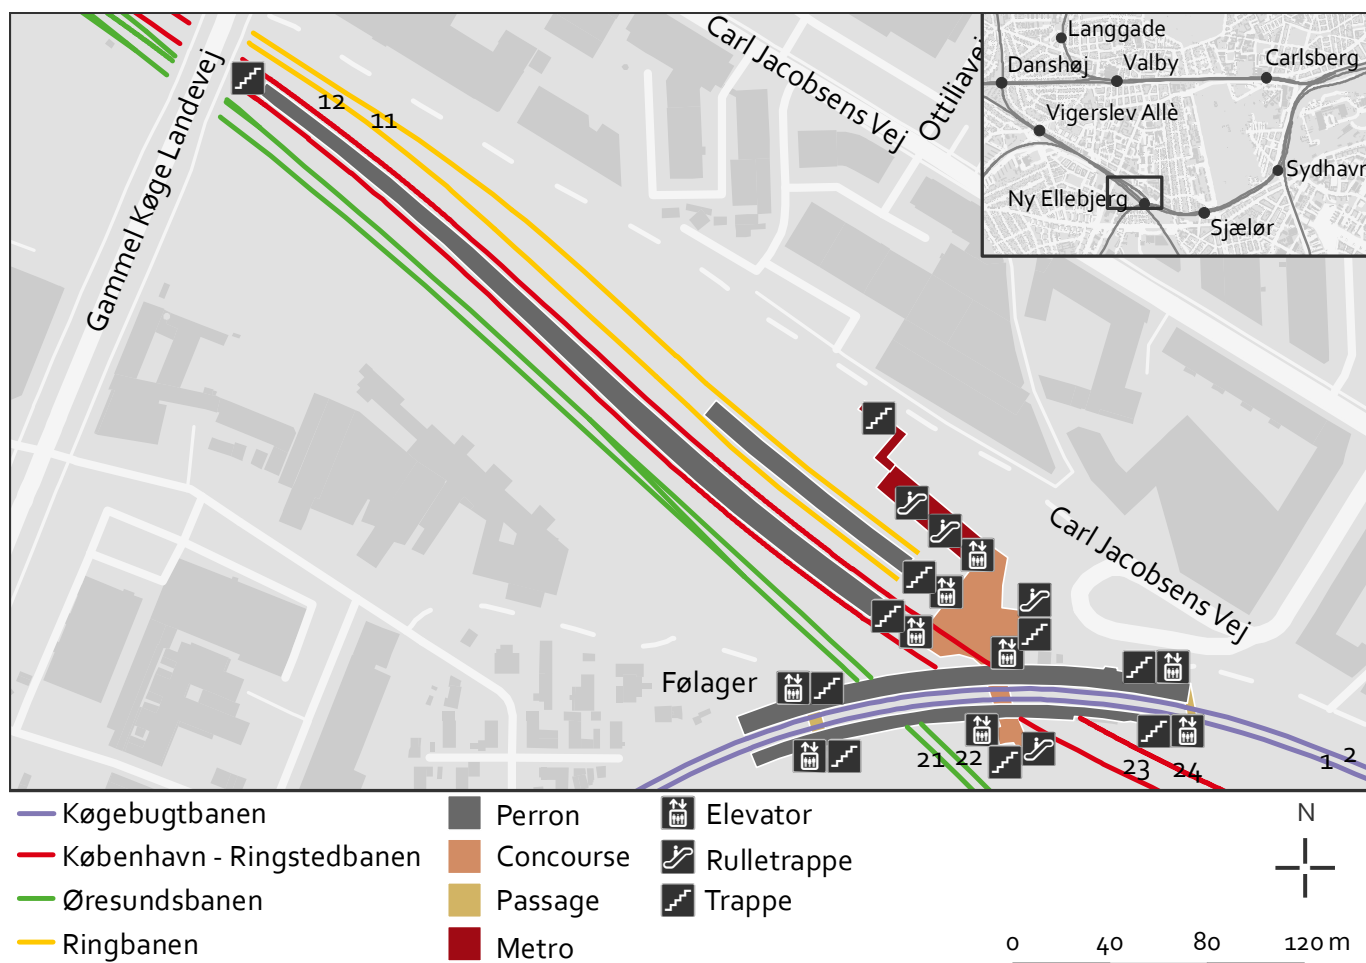 Carl Jacobsens Vej
Ottiliavej
Langgade
Danshøj
Valby
Carlsberg
Vigerslev Allè
Sydhavn
Ny Ellebjerg
Sjælør
Gammel Køge Landevej
12
11
Carl Jacobsens Vej
Følager
21
22
23
24
1
2
Køgebugtbanen
København - Ringstedbanen
Øresundsbanen
Ringbanen
Perron
Concourse
Passage
Metro
Elevator
Rulletrappe
Trappe
N
0 40 80 120 m